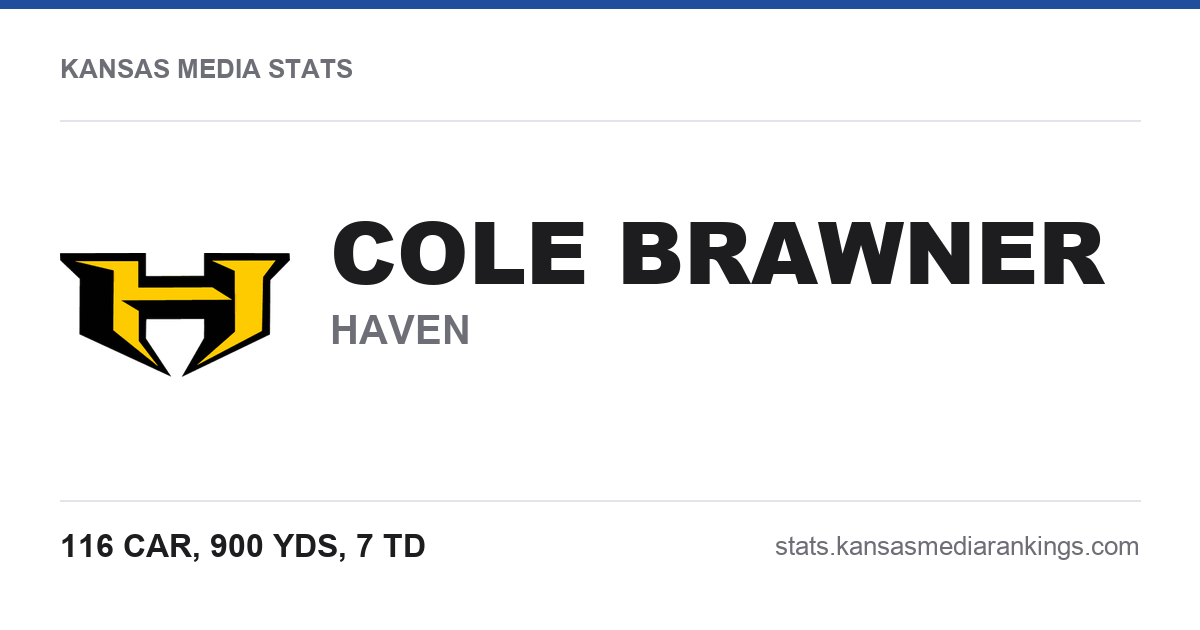 KANSAS MEDIA STATS
COLE BRAWNER
HAVEN
116 CAR, 900 YDS, 7 TD
stats.kansasmediarankings.com